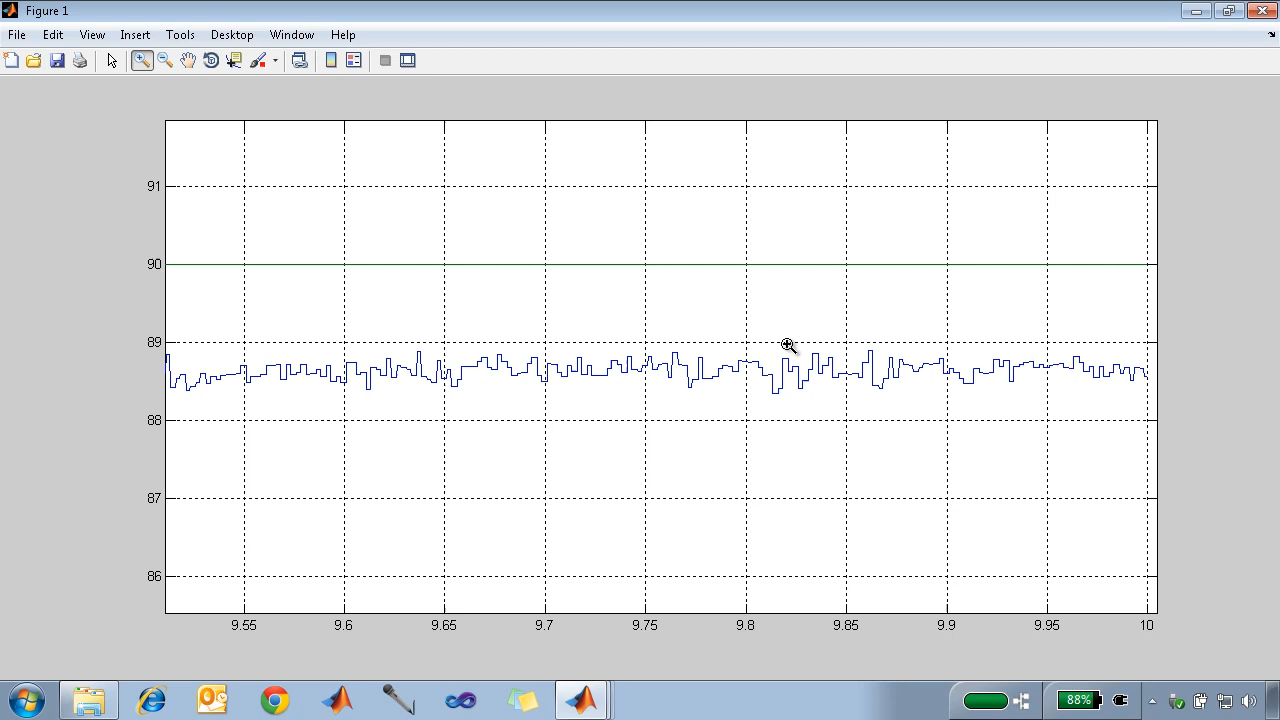 Figure 1
File Edit View Insert Tools Desktop Window Help
91
90
89
88
87
86
9.55 9.6 9.65 9.7 9.75 9.8 9.85 9.9 9.95 10
88%